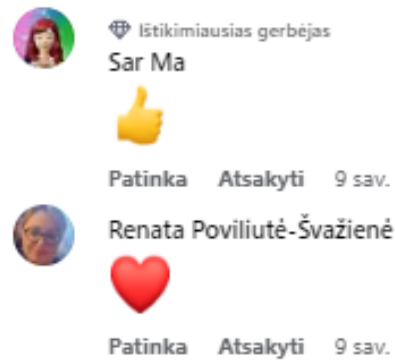 Ištikimiausias gerbėjas
Sar Ma
👍
Patinka Atsakyti 9 sav.
Renata Poviliutė-Švažienė
❤️
Patinka Atsakyti 9 sav.